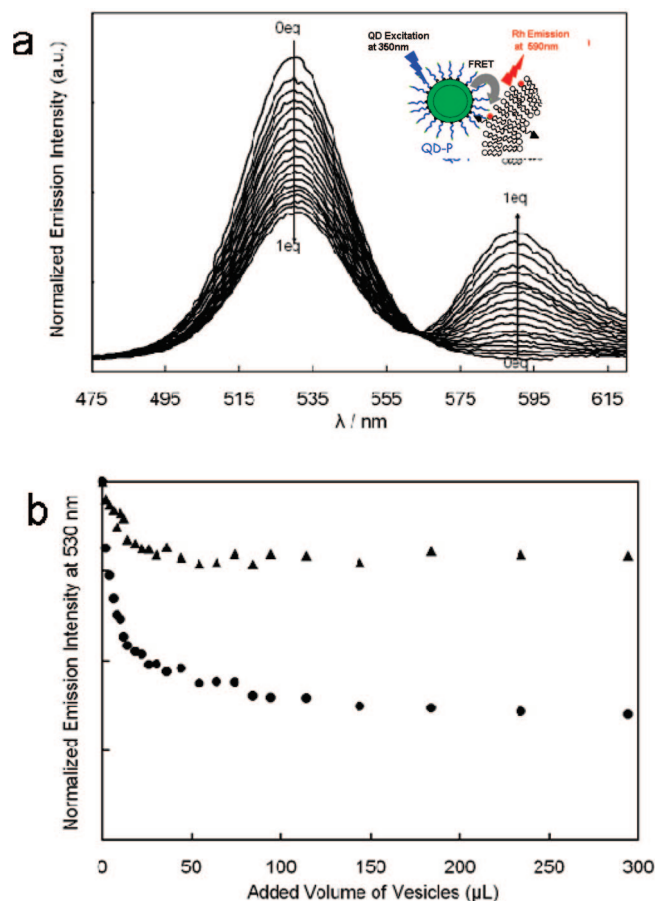 a
0eq
1eq
QD Excitation
at 350nm
Rh Emission
at 590nm
FRET
QD-P
1eq
0eq
Normalized Emission Intensity (a.u.)
475 495 515 535 555 575 595 615
λ / nm
b
Normalized Emission Intensity at 530 nm
0 50 100 150 200 250 300
Added Volume of Vesicles (µL)